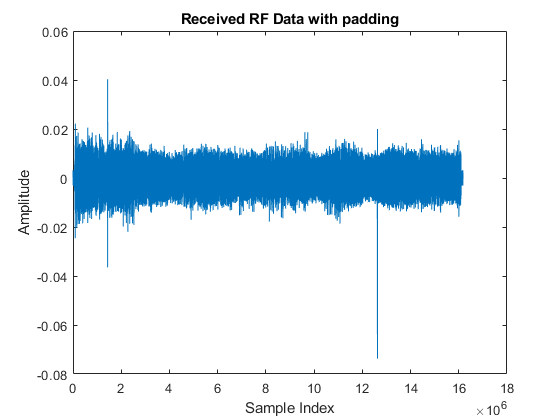 Received RF Data with padding
0.06
0.04
0.02
0
-0.02
-0.04
-0.06
-0.08
Amplitude
0 2 4 6 8 10 12 14 16 18
Sample Index
×10^6